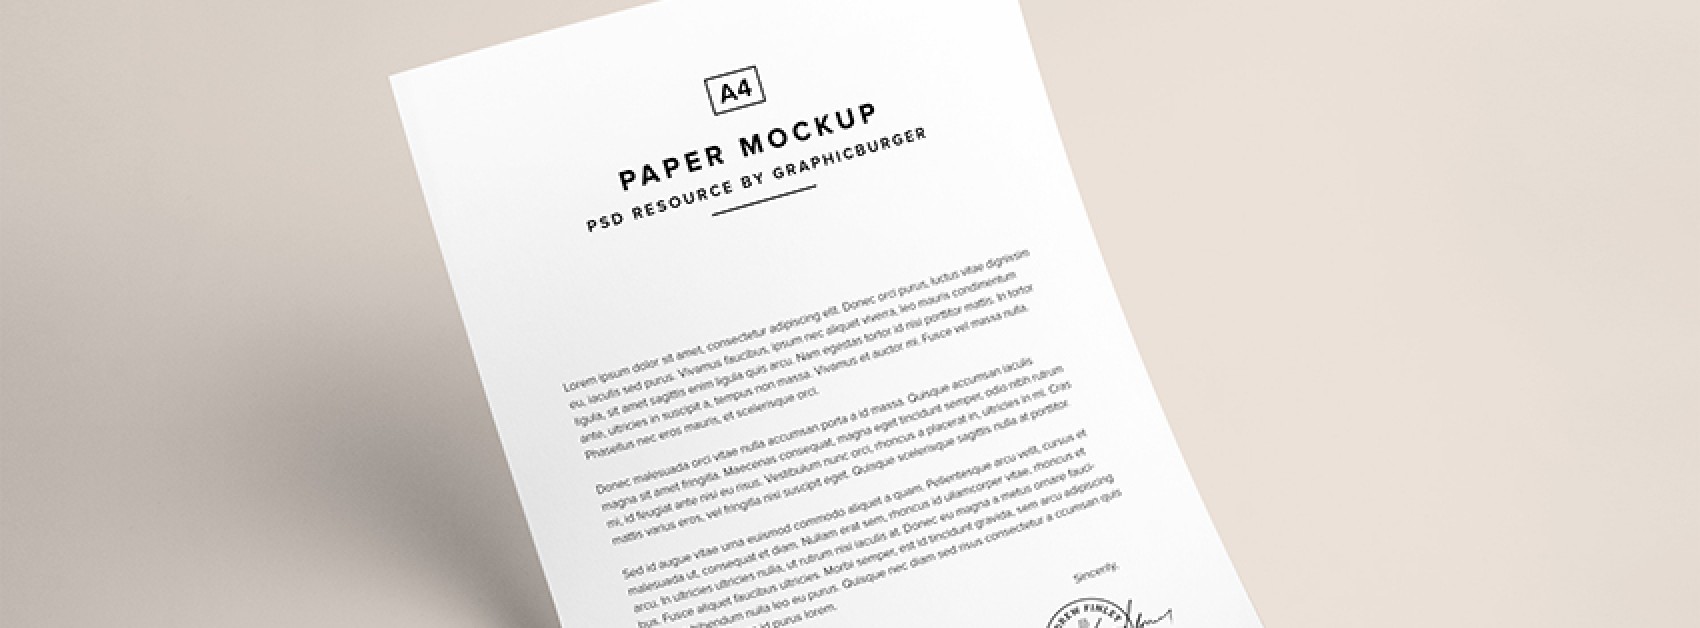 A4
PAPER MOCKUP
PSD RESOURCE BY GRAPHICBURGER
Lorem ipsum dolor sit amet, consectetur adipiscing elit. Donec orci purus, luctus vitae dignissim
eu, iaculis sed purus. Vivamus faucibus, ipsum nec aliquet viverra, leo mauris condimentum
ligula, sit amet sagittis enim ligula quis arcu. Nam egestas tortor id nisi porttitor mattis. In tortor
ante, ultricies in suscipit a, tempus non massa. Vivamus et auctor mi. Fusce vel massa nulla.
Phasellus nec eros mauris, et scelerisque orci.
Donec malesuada orci vitae nulla accumsan porta a id massa. Quisque accumsan iaculis
magna sit amet fringilla. Maecenas consequat, magna eget tincidunt semper, odio nibh rutrum
mi, id feugiat ante nisi eu risus. Vestibulum nunc orci, rhoncus a placerat in, ultricies in mi. Cras
mattis varius eros, vel fringilla nisi suscipit eget. Quisque scelerisque sagittis nulla at porttitor.
Sed id augue vitae urna euismod commodo aliquet a quam. Pellentesque arcu velit, cursus et
malesuada ut, consequat et diam. Nullam erat sem, rhoncus id ullamcorper vitae, rhoncus et
arcu. In ultricies ultricies nulla, ut rutrum nisi iaculis at. Donec eu magna a metus ornare fauci-
bus. Fusce aliquet faucibus ultricies. Morbi semper, est id tincidunt gravida, sem arcu adipiscing
bibendum nulla leo eu purus. Quisque nec diam sed risus consectetur a ccumsan quis
id purus lorem.
Sincerily,
FINLEY